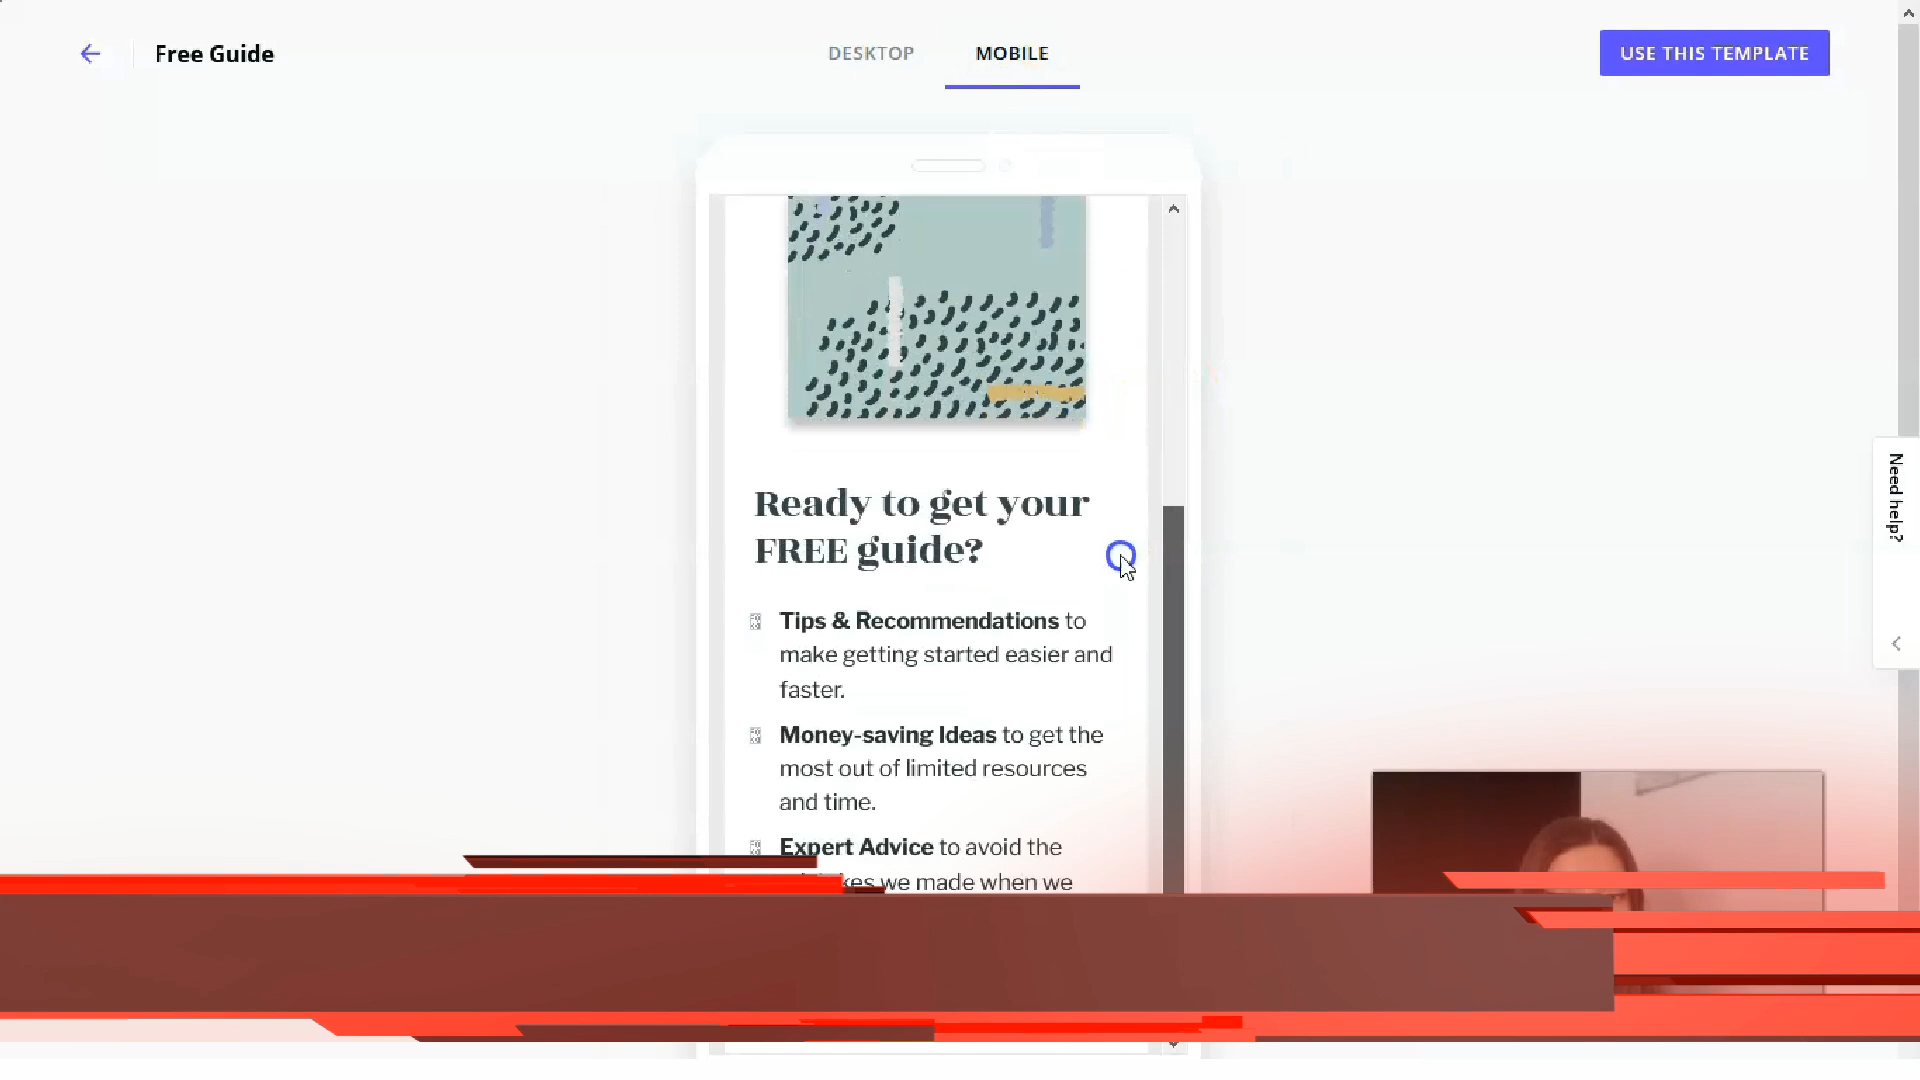 Free Guide
DESKTOP
MOBILE
USE THIS TEMPLATE
Need help?
Ready to get your
FREE guide?
Tips & Recommendations to
make getting started easier and
faster.
Money-saving Ideas to get the
most out of limited resources
and time.
Expert Advice to avoid the
we made when we